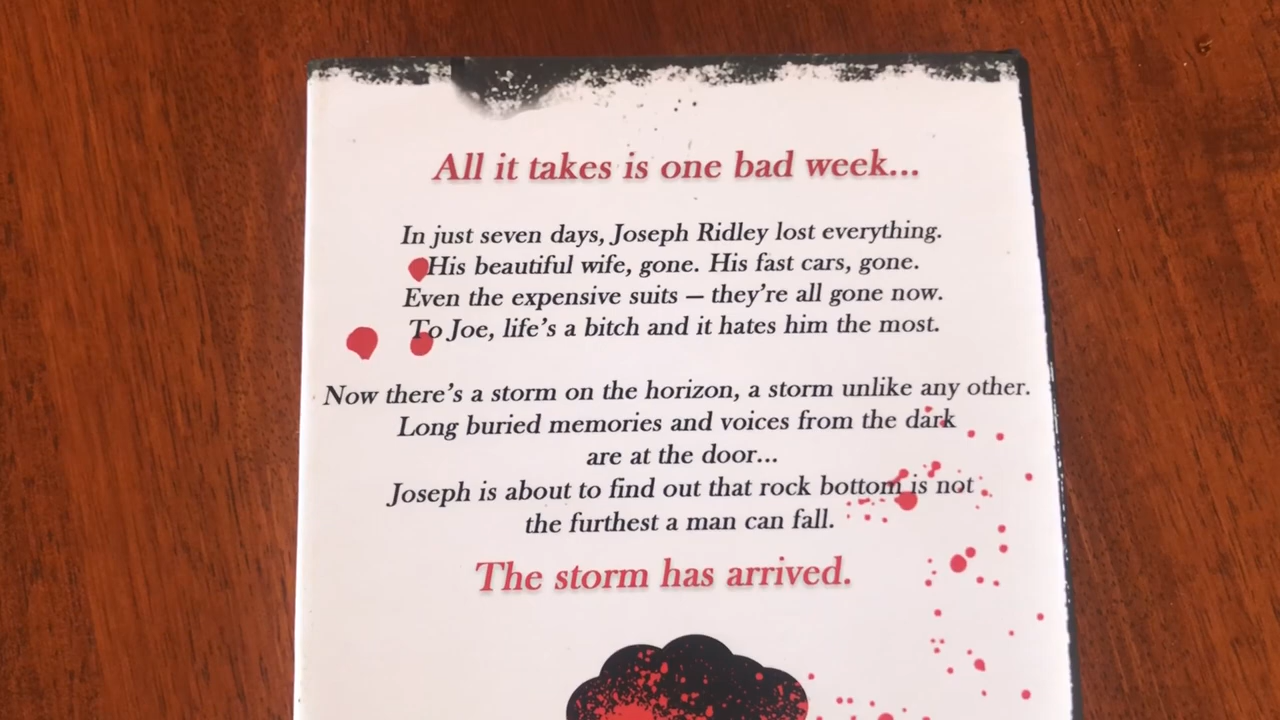 All it takes is one bad week...
In just seven days, Joseph Ridley lost everything.
His beautiful wife, gone. His fast cars, gone.
Even the expensive suits – they're all gone now.
To Joe, life's a bitch and it hates him the most.
Now there's a storm on the horizon, a storm unlike any other.
Long buried memories and voices from the dark
are at the door...
Joseph is about to find out that rock bottom is not
the furthest a man can fall.
The storm has arrived.